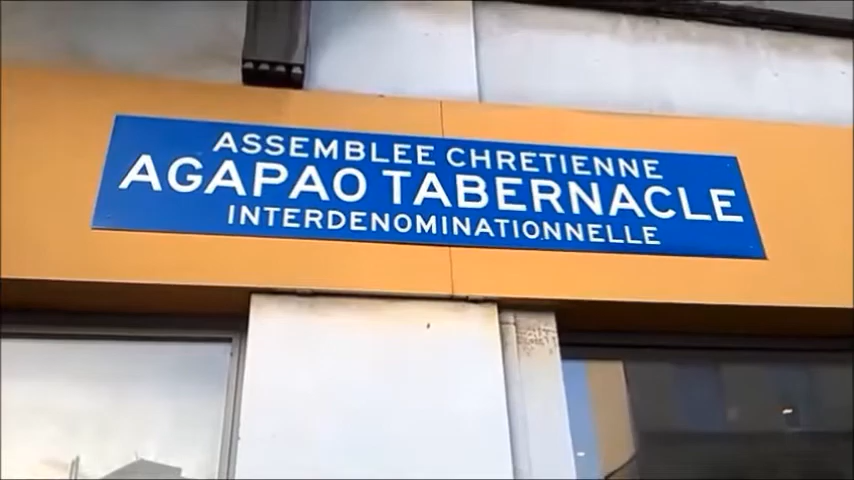 ASSEMBLEE CHRETIENNE
AGAPAO TABERNACLE
INTERDENOMINATIONNELLE